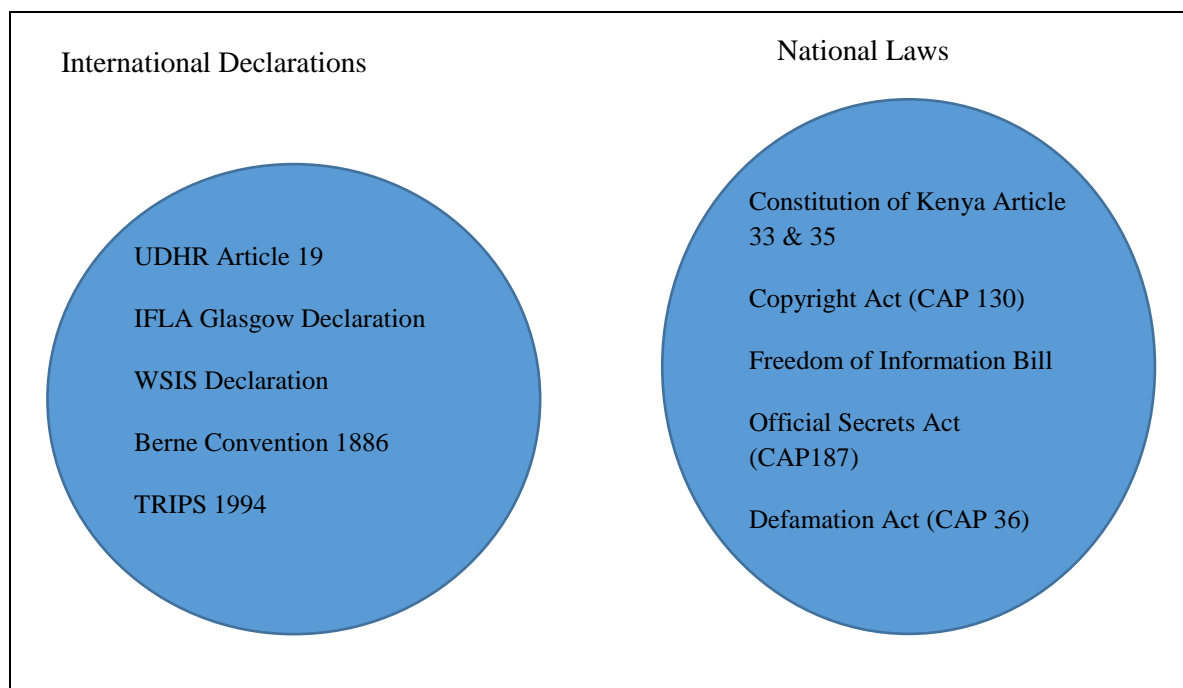 International Declarations
UDHR Article 19
IFLA Glasgow Declaration
WSIS Declaration
Berne Convention 1886
TRIPS 1994
National Laws
Constitution of Kenya Article
33 & 35
Copyright Act (CAP 130)
Freedom of Information Bill
Official Secrets Act
(CAP187)
Defamation Act (CAP 36)